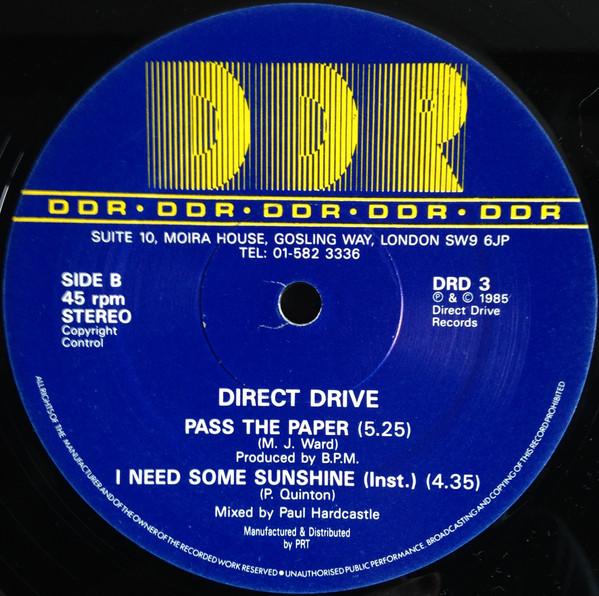 DDR
DDR • DDR • DDR • DDR • DDR
SUITE 10, MOIRA HOUSE, GOSLING WAY, LONDON SW9 6JP
TEL: 01-582 3336
SIDE B
45 rpm
STEREO
Copyright
Control
DRD 3
℗ & © 1985
Direct Drive
Records
DIRECT DRIVE
PASS THE PAPER (5.25)
(M. J. Ward)
Produced by B.P.M.
I NEED SOME SUNSHINE (Inst.) (4.35)
(P. Quinton)
Mixed by Paul Hardcastle
Manufactured & Distributed
by PRT
ALL RIGHTS OF THE MANUFACTURER AND OF THE OWNER OF THE RECORDED WORK RESERVED ● UNAUTHORISED PUBLIC PERFORMANCE BROADCASTING AND COPYING OF THIS RECORD PROHIBITED